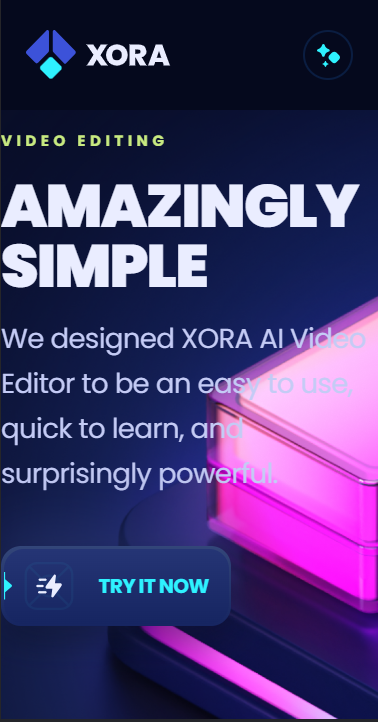 XORA
VIDEO EDITING
AMAZINGLY
SIMPLE
We designed XORA AI Video
Editor to be an easy to use,
quick to learn, and
surprisingly powerful.
TRY IT NOW